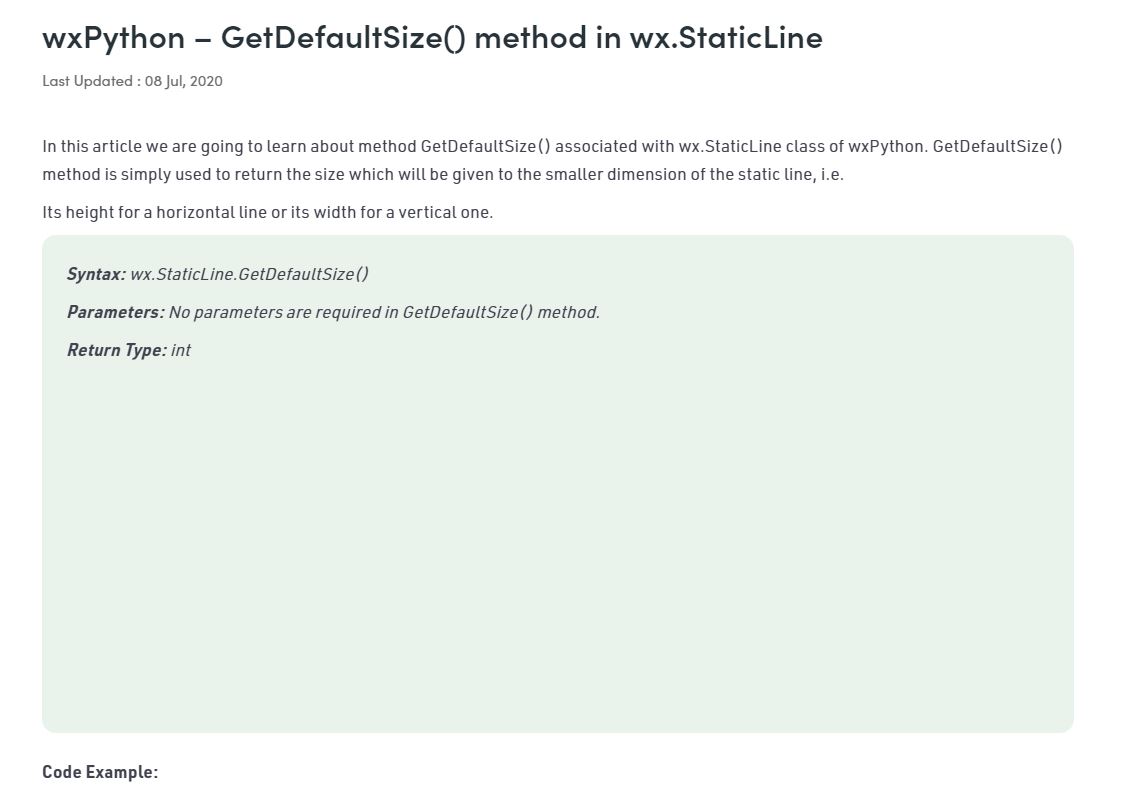 wxPython – GetDefaultSize() method in wx.StaticLine
Last Updated : 08 Jul, 2020
In this article we are going to learn about method GetDefaultSize() associated with wx.StaticLine class of wxPython. GetDefaultSize()
method is simply used to return the size which will be given to the smaller dimension of the static line, i.e.
Its height for a horizontal line or its width for a vertical one.
Syntax: wx.StaticLine.GetDefaultSize()
Parameters: No parameters are required in GetDefaultSize() method.
Return Type: int
Code Example: